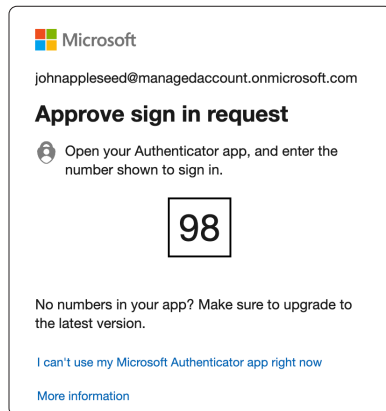 Microsoft
johnappleseed@managedaccount.onmicrosoft.com
Approve sign in request
Open your Authenticator app, and enter the
number shown to sign in.
98
No numbers in your app? Make sure to upgrade to
the latest version.
I can't use my Microsoft Authenticator app right now
More information